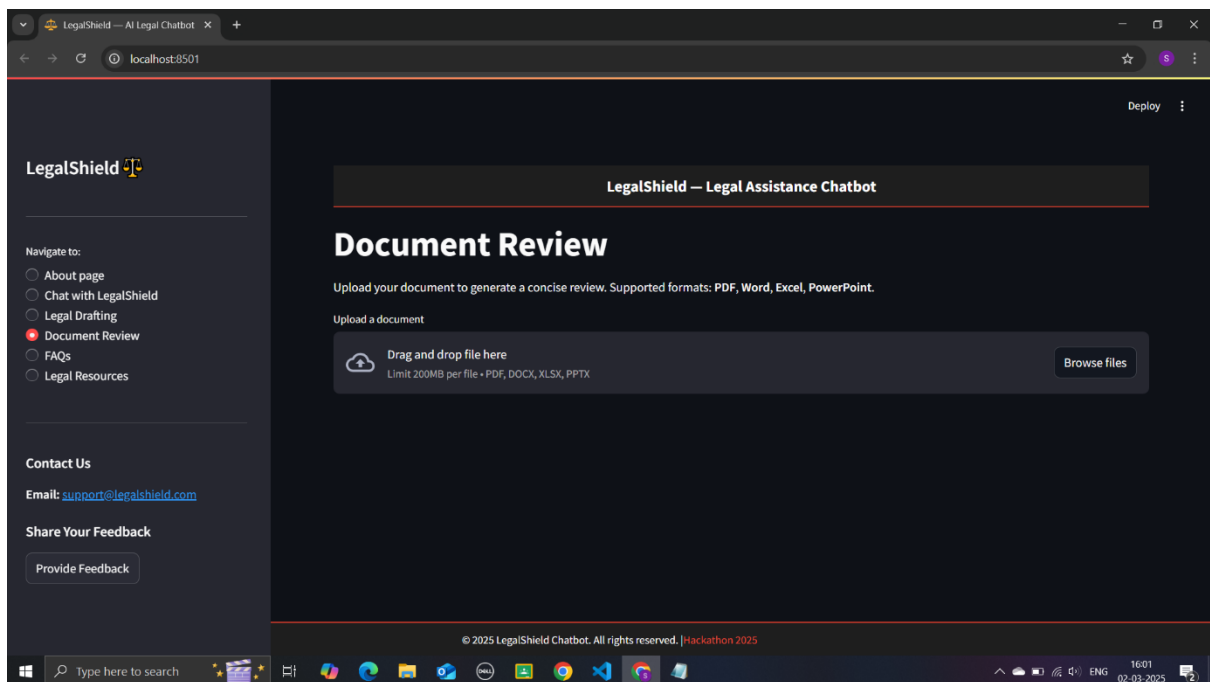 LegalShield — AI Legal Chatbot
localhost:8501
S
Deploy
LegalShield
Navigate to:
About page
Chat with LegalShield
Legal Drafting
Document Review
FAQs
Legal Resources
Contact Us
Email: support@legalshield.com
Share Your Feedback
Provide Feedback
LegalShield — Legal Assistance Chatbot
Document Review
Upload your document to generate a concise review. Supported formats: PDF, Word, Excel, PowerPoint.
Upload a document
Drag and drop file here
Limit 200MB per file • PDF, DOCX, XLSX, PPTX
Browse files
© 2025 LegalShield Chatbot. All rights reserved. |Hackathon 2025
Type here to search
DELL
S
ENG
16:01
02-03-2025
2